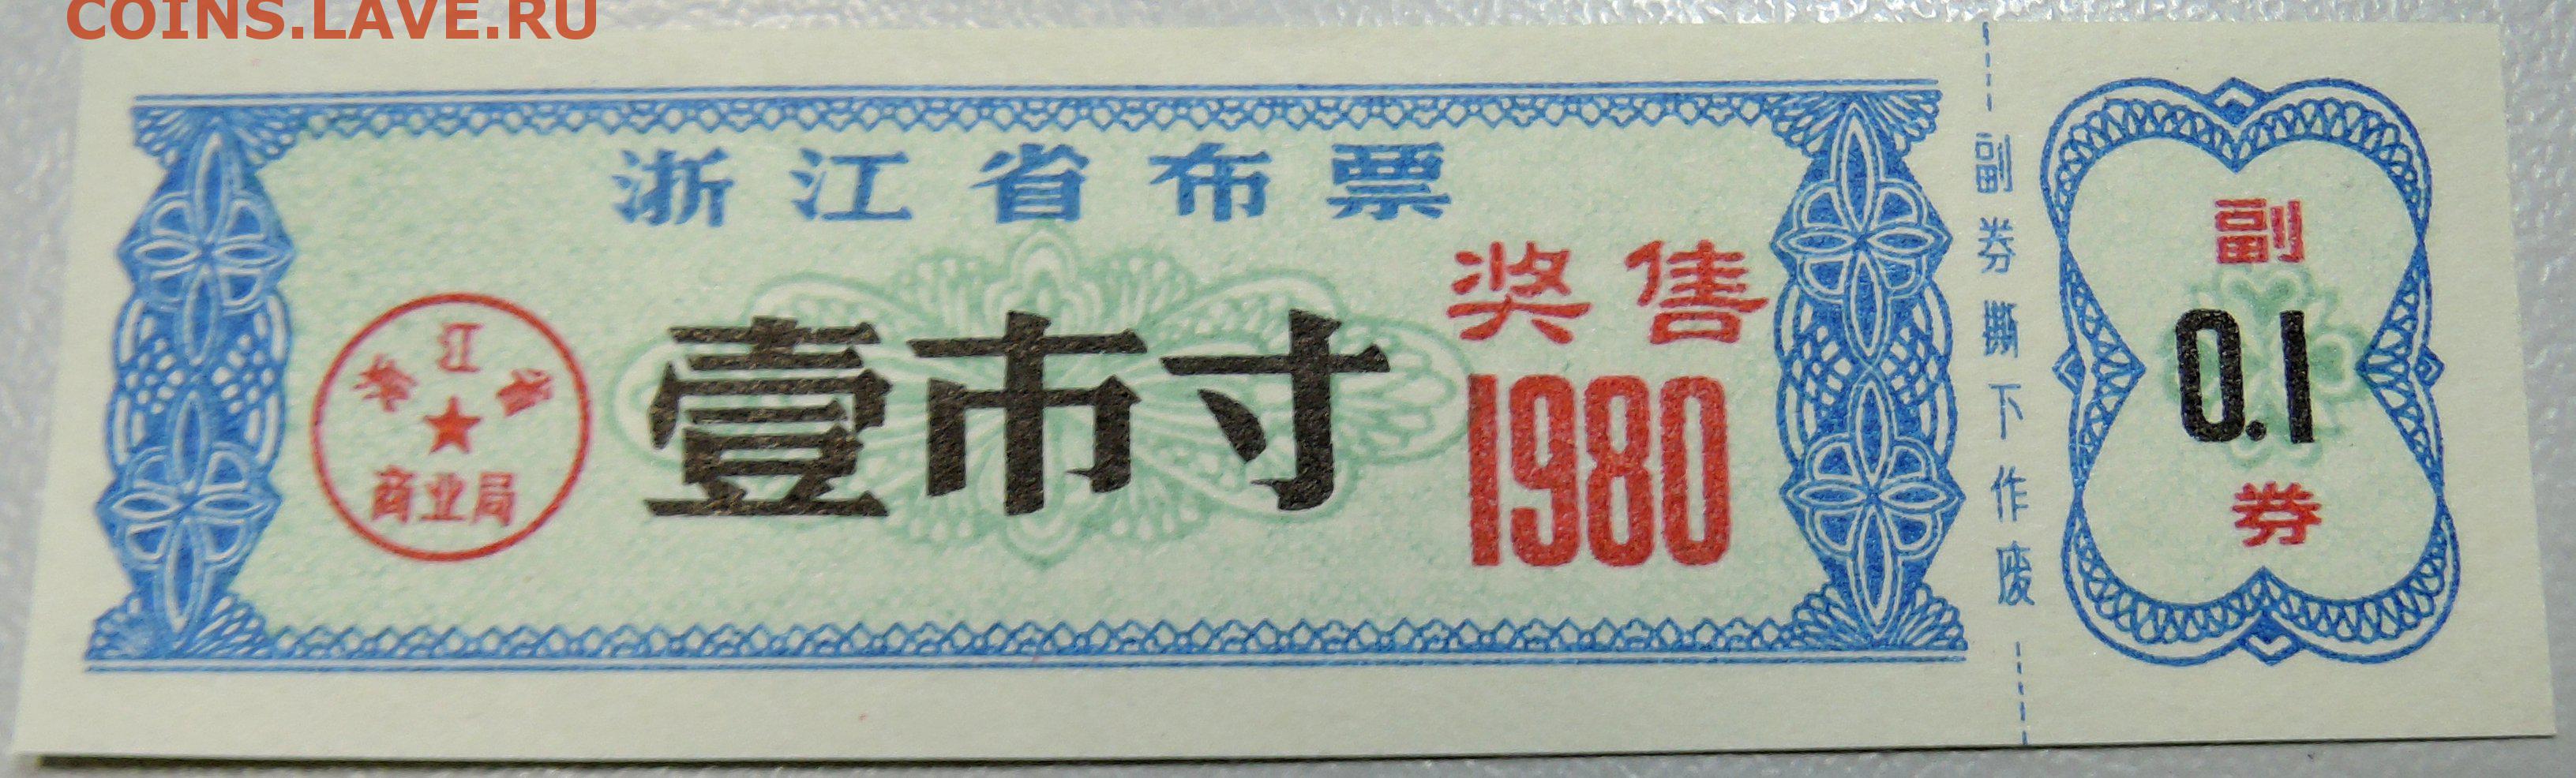 COINS.LAVE.RU
浙江省布票
浙江省
商业局
壹市寸
奖售
1980
副券撕下作废
副
0.1
券